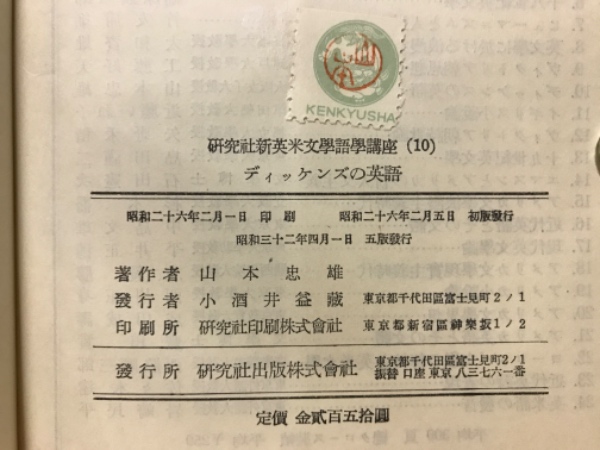 KENKYUSHA
研究社新英米文學語學講座 (10)
ディッケンズの英語
昭和二十六年二月一日 印刷 昭和二十六年二月五日 初版發行
昭和三十二年四月一日 五版發行
著作者 山本忠雄
發行者 小酒井益藏 東京都千代田區富士見町2ノ1
印刷所 研究社印刷株式會社 東京都新宿區神樂坂1ノ2
發行所 研究社出版株式會社 東京都千代田區富士見町2ノ1
振替口座東京八三七六一番
定價 金貳百五拾圓